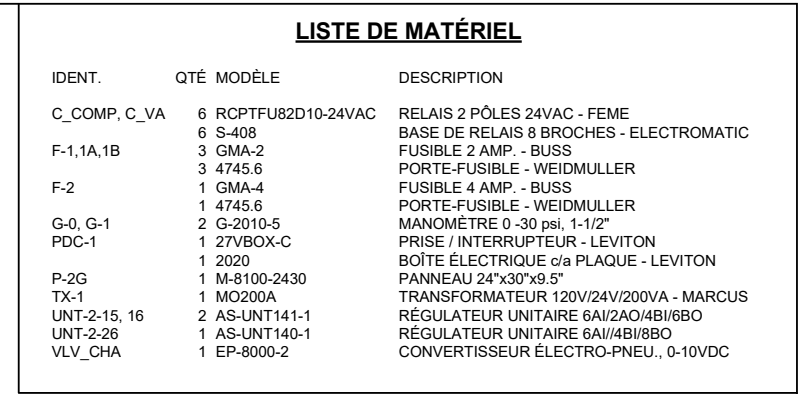 LISTE DE MATÉRIEL
IDENT. QTÉ MODÈLE DESCRIPTION
C_COMP, C_VA 6 RCPTFU82D10-24VAC RELAIS 2 PÔLES 24VAC - FEME
6 S-408 BASE DE RELAIS 8 BROCHES - ELECTROMATIC
F-1,1A,1B 3 GMA-2 FUSIBLE 2 AMP. - BUSS
3 4745.6 PORTE-FUSIBLE - WEIDMULLER
F-2 1 GMA-4 FUSIBLE 4 AMP. - BUSS
1 4745.6 PORTE-FUSIBLE - WEIDMULLER
G-0, G-1 2 G-2010-5 MANOMÈTRE 0 -30 psi, 1-1/2"
PDC-1 1 27VBOX-C PRISE / INTERRUPTEUR - LEVITON
1 2020 BOÎTE ÉLECTRIQUE c/a PLAQUE - LEVITON
P-2G 1 M-8100-2430 PANNEAU 24"x30"x9.5"
TX-1 1 MO200A TRANSFORMATEUR 120V/24V/200VA - MARCUS
UNT-2-15, 16 2 AS-UNT141-1 RÉGULATEUR UNITAIRE 6AI/2AO/4BI/6BO
UNT-2-26 1 AS-UNT140-1 RÉGULATEUR UNITAIRE 6AI//4BI/8BO
VLV_CHA 1 EP-8000-2 CONVERTISSEUR ÉLECTRO-PNEU., 0-10VDC